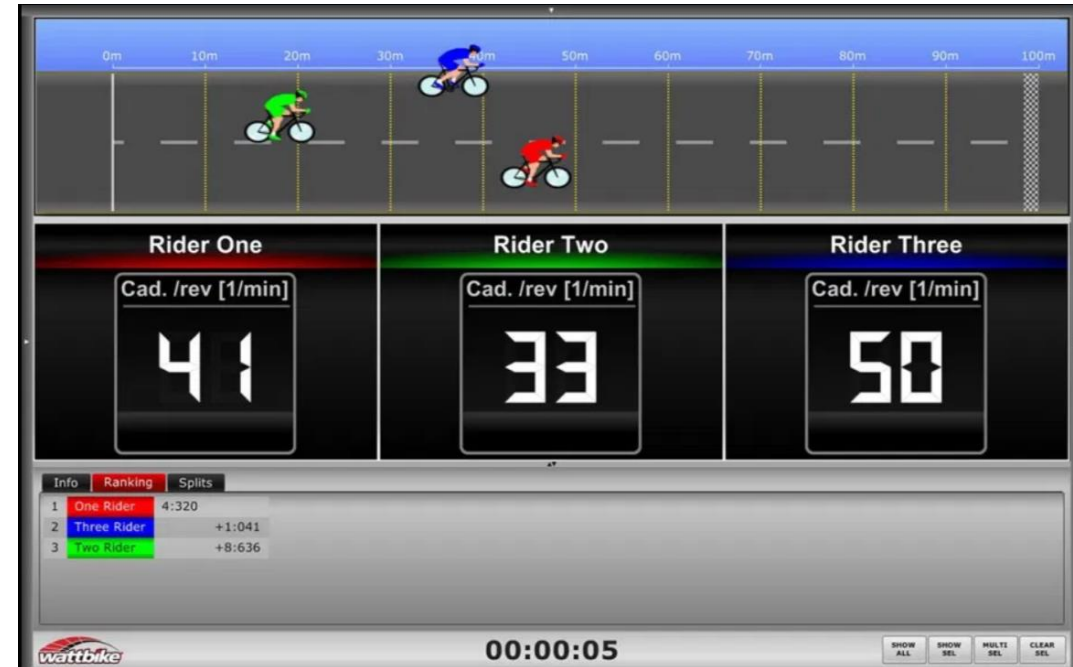 0m 10m 20m 30m 50m 60m 70m 80m 90m 100m
Rider One
Rider Two
Rider Three
Cad. /rev [1/min]
Cad. /rev [1/min]
Cad. /rev [1/min]
41
33
50
Info Ranking Splits
1 One Rider 4:320
2 Three Rider +1:041
3 Two Rider +8:636
wattbike
00:00:05
SHOW ALL
SHOW SEL
MULTI SEL
CLEAR SEL